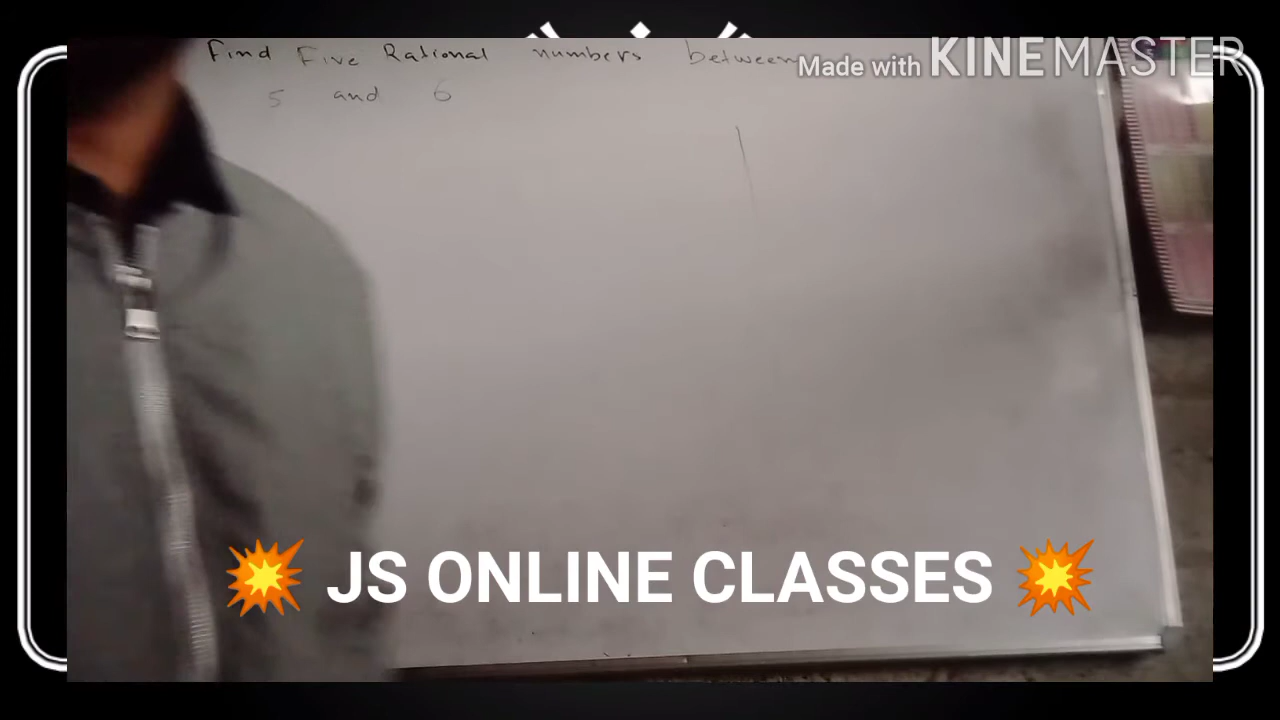 Find Five Rational numbers between
5 and 6
Made with KINEMASTER
💥 JS ONLINE CLASSES 💥